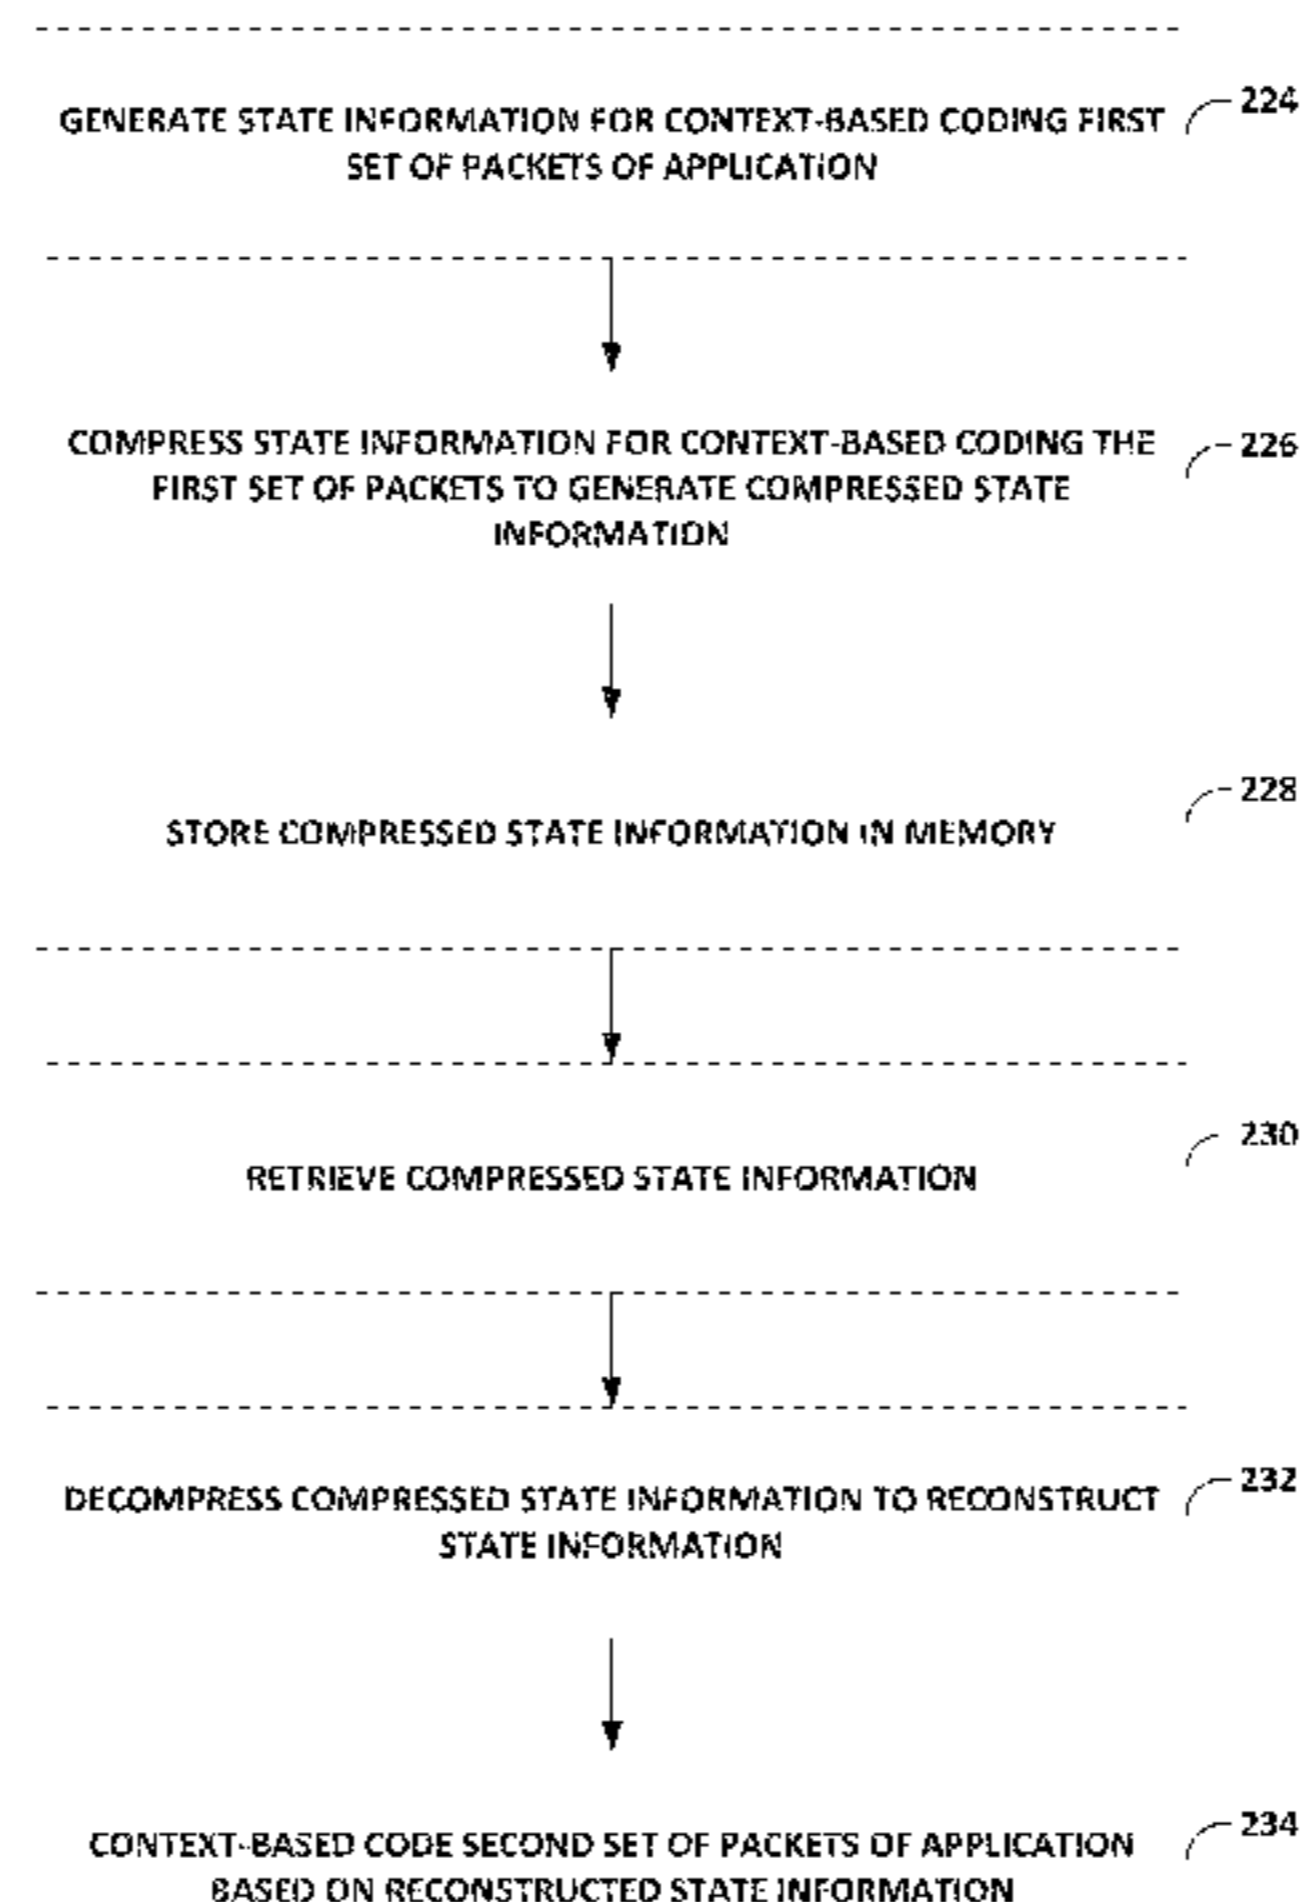 224
GENERATE STATE INFORMATION FOR CONTEXT-BASED CODING FIRST
SET OF PACKETS OF APPLICATION
226
COMPRESS STATE INFORMATION FOR CONTEXT-BASED CODING THE
FIRST SET OF PACKETS TO GENERATE COMPRESSED STATE
INFORMATION
228
STORE COMPRESSED STATE INFORMATION IN MEMORY
230
RETRIEVE COMPRESSED STATE INFORMATION
232
DECOMPRESS COMPRESSED STATE INFORMATION TO RECONSTRUCT
STATE INFORMATION
234
CONTEXT-BASED CODE SECOND SET OF PACKETS OF APPLICATION
BASED ON RECONSTRUCTED STATE INFORMATION